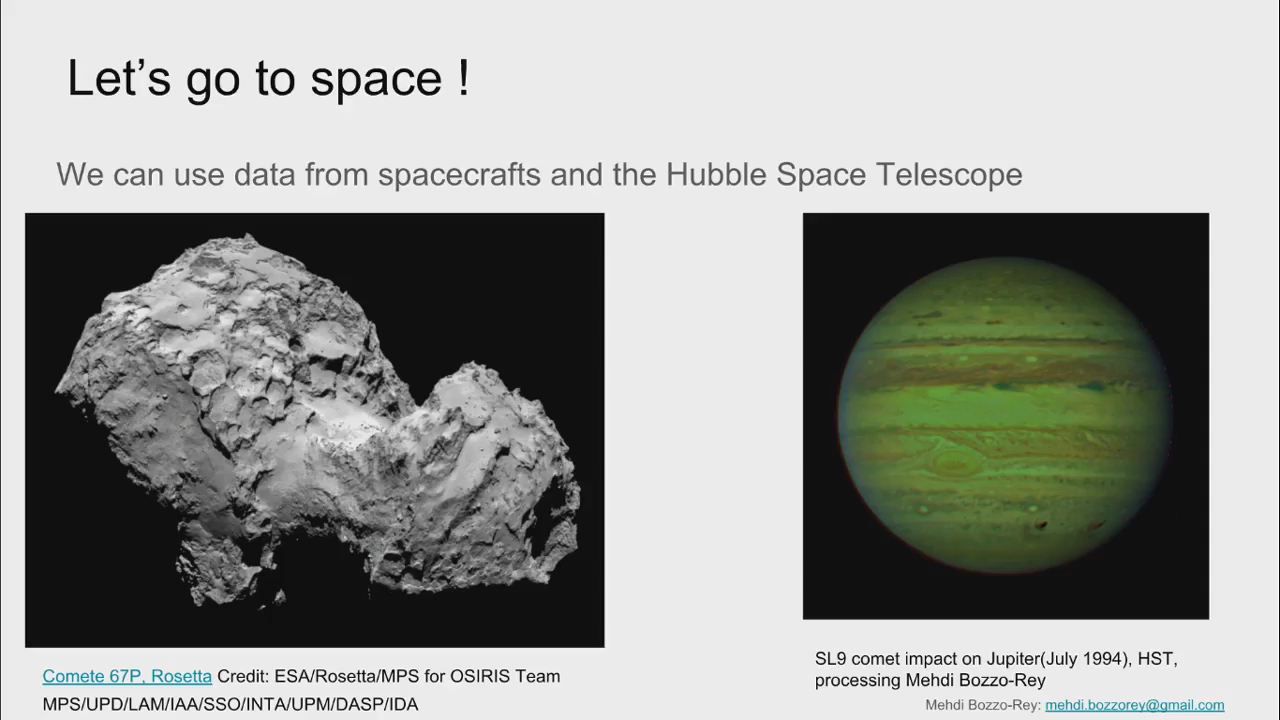 Let’s go to space !
We can use data from spacecrafts and the Hubble Space Telescope
Comete 67P, Rosetta Credit: ESA/Rosetta/MPS for OSIRIS Team
MPS/UPD/LAM/IAA/SSO/INTA/UPM/DASP/IDA
SL9 comet impact on Jupiter(July 1994), HST,
processing Mehdi Bozzo-Rey
Mehdi Bozzo-Rey: mehdi.bozzorey@gmail.com